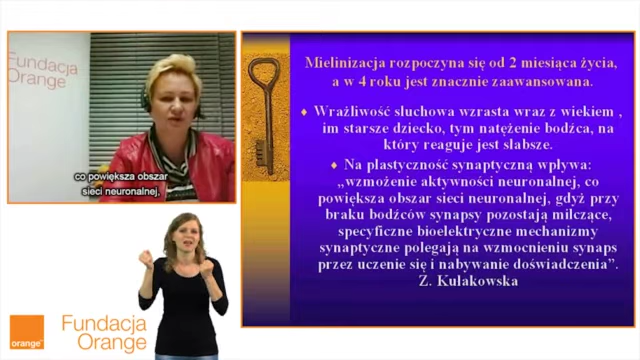 Fundacja
Orange
co powiększa obszar
sieci neuronalnej,
Mielinizacja rozpoczyna się od 2 miesiąca życia,
a w 4 roku jest znacznie zaawansowana.
Wrażliwość słuchowa wzrasta wraz z wiekiem ,
im starsze dziecko, tym natężenie bodźca, na
który reaguje jest słabsze.
Na plastyczność synaptyczną wpływa:
„wzmożenie aktywności neuronalnej, co
powiększa obszar sieci neuronalnej, gdyż przy
braku bodźców synapsy pozostają milczące,
specyficzne bioelektryczne mechanizmy
synaptyczne polegają na wzmocnieniu synaps
przez uczenie się i nabywanie doświadczenia”.
Z. Kułakowska
orange™
Fundacja
Orange